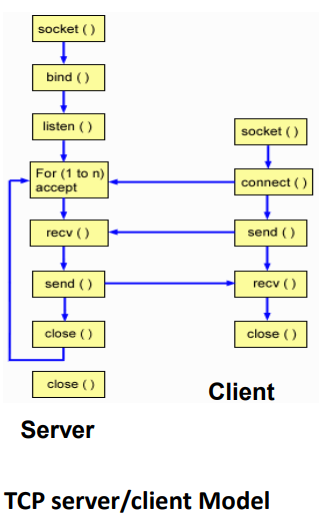 socket ( )
bind ( )
listen ( )
For (1 to n)
accept
recv ( )
send ( )
close ( )
close ( )
Server
socket ( )
connect ( )
send ( )
recv ( )
close ( )
Client
TCP server/client Model